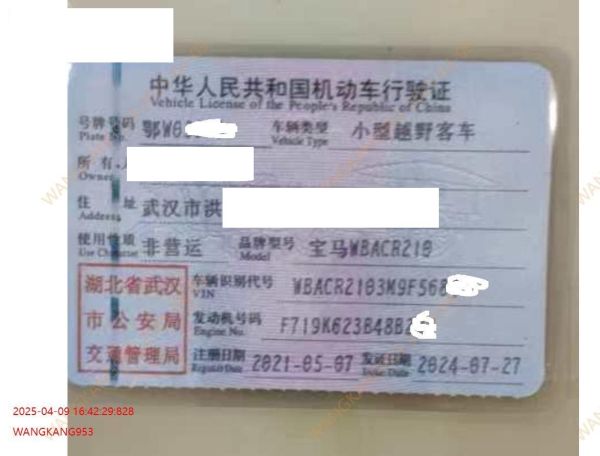 中华人民共和国机动车行驶证
Vehicle License of the People's Republic of China
号牌号码 鄂W0 车辆类型 小型越野客车
Plate No. Vehicle Type
所有人
Owner
住 址 武汉市洪
Address
使用性质 非营运 品牌型号 宝马WBACR210
Use Character Model
湖北省武汉 车辆识别代号 WBACR2103M9F568
VIN
市公安局 发动机号码 F719K623B48B2
Engine No.
交通管理局 注册日期 2021-05-07 发证日期 2024-07-27
Register Date Issue Date
2025-04-09 16:42:29:828
WANGKANG953